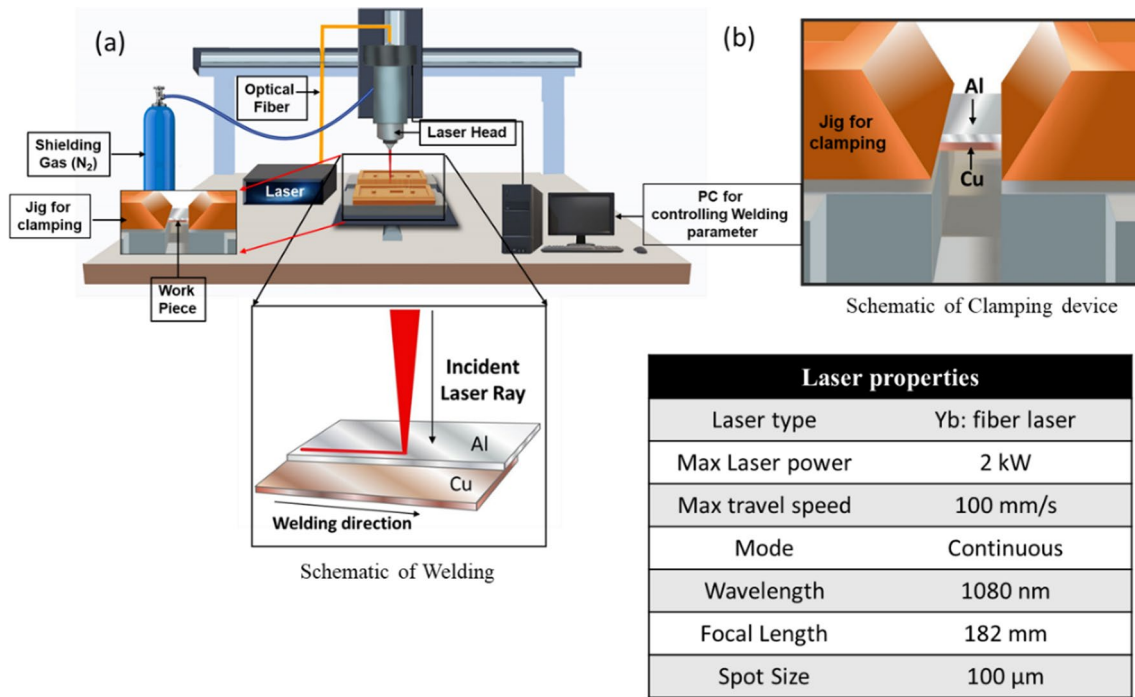 (a)
Optical
Fiber
Laser Head
Shielding
Gas (N₂)
Laser
Jig for
clamping
PC for
controlling Welding
parameter
Work
Piece
Incident
Laser Ray
Al
Cu
Welding direction
Schematic of Welding
(b)
Al
Jig for
clamping
Cu
Schematic of Clamping device
Laser properties
Laser type Yb: fiber laser
Max Laser power 2 kW
Max travel speed 100 mm/s
Mode Continuous
Wavelength 1080 nm
Focal Length 182 mm
Spot Size 100 µm